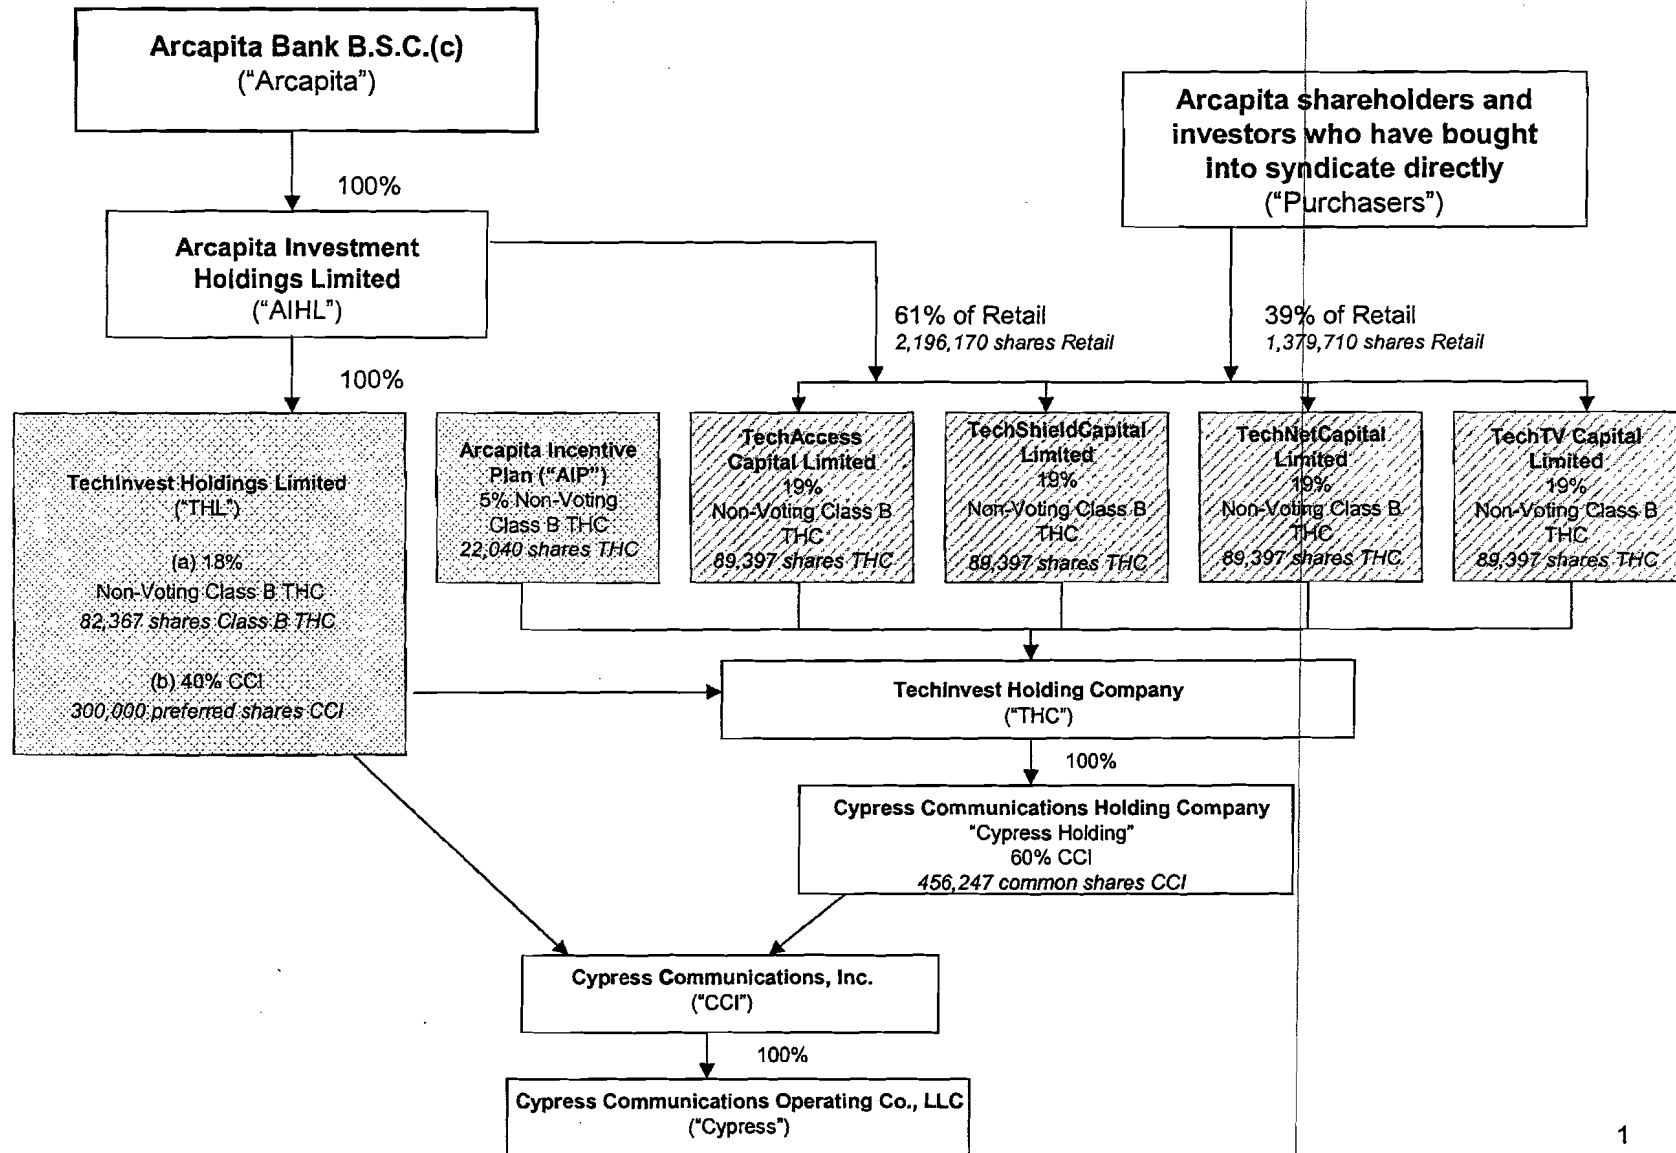 Arcapita Bank B.S.C.(c)
("Arcapita")
Arcapita shareholders and
investors who have bought
into syndicate directly
("Purchasers")
100%
Arcapita Investment
Holdings Limited
("AIHL")
61% of Retail
2,196,170 shares Retail
39% of Retail
1,379,710 shares Retail
100%
TechInvest Holdings Limited
("THL")
(a) 18%
Non-Voting Class B THC
82,367 shares Class B THC
(b) 40% CCI
300,000 preferred shares CCI
Arcapita Incentive
Plan ("AIP")
5% Non-Voting
Class B THC
22,040 shares THC
TechAccess
Capital Limited
19%
Non-Voting Class B
THC
89,397 shares THC
TechShieldCapital
Limited
19%
Non-Voting Class B
THC
89,397 shares THC
TechNetCapital
Limited
19%
Non-Voting Class B
THC
89,397 shares THC
TechTV Capital
Limited
19%
Non-Voting Class B
THC
89,397 shares THC
TechInvest Holding Company
("THC")
100%
Cypress Communications Holding Company
"Cypress Holding"
60% CCI
456,247 common shares CCI
Cypress Communications, Inc.
("CCI")
100%
Cypress Communications Operating Co., LLC
("Cypress")
1